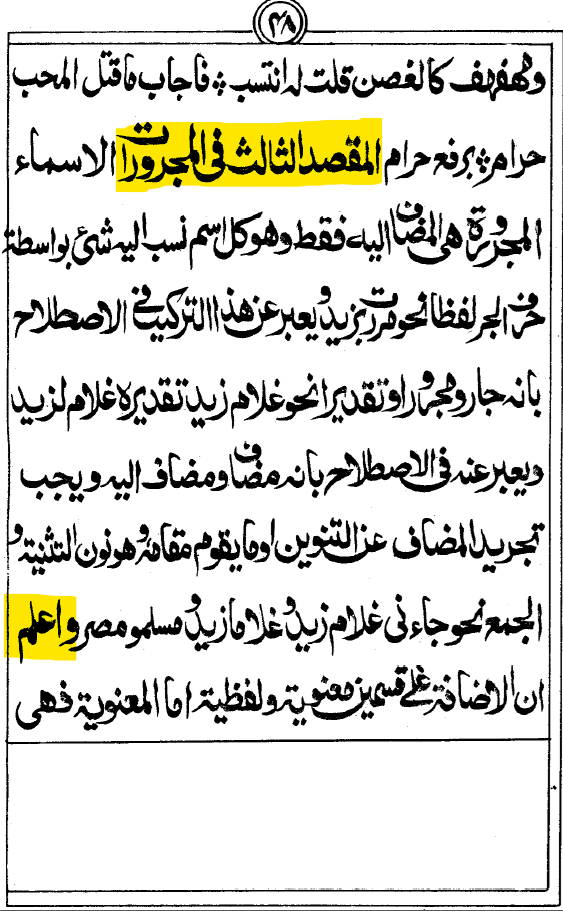 ۴۸
ومهفهف كالغصن قلت له انتسب ؛ فاجاب ما قتل المحب
حرام ؛ برفع حرام المقصد الثالث فى المجرورات الاسماء
المجرورة هى المضاف اليه فقط وهو كل اسم نسب اليه شئ بواسطة
حرف الجر لفظا نحو مررت بزيد ويعبر عن هذا التركيب فى الاصطلاح
بانه جار ومجرور او تقديرا نحو غلام زيد تقديره غلام لزيد
ويعبر عنه فى الاصطلاح بانه مضاف ومضاف اليه ويجب
تجريد المضاف عن التنوين او ما يقوم مقامه وهو نون التثنية و
الجمع نحو جاءنى غلام زيد وغلاما زيد ومسلمو مصر واعلم
ان الاضافة على قسمين معنوية ولفظية اما المعنوية فهى